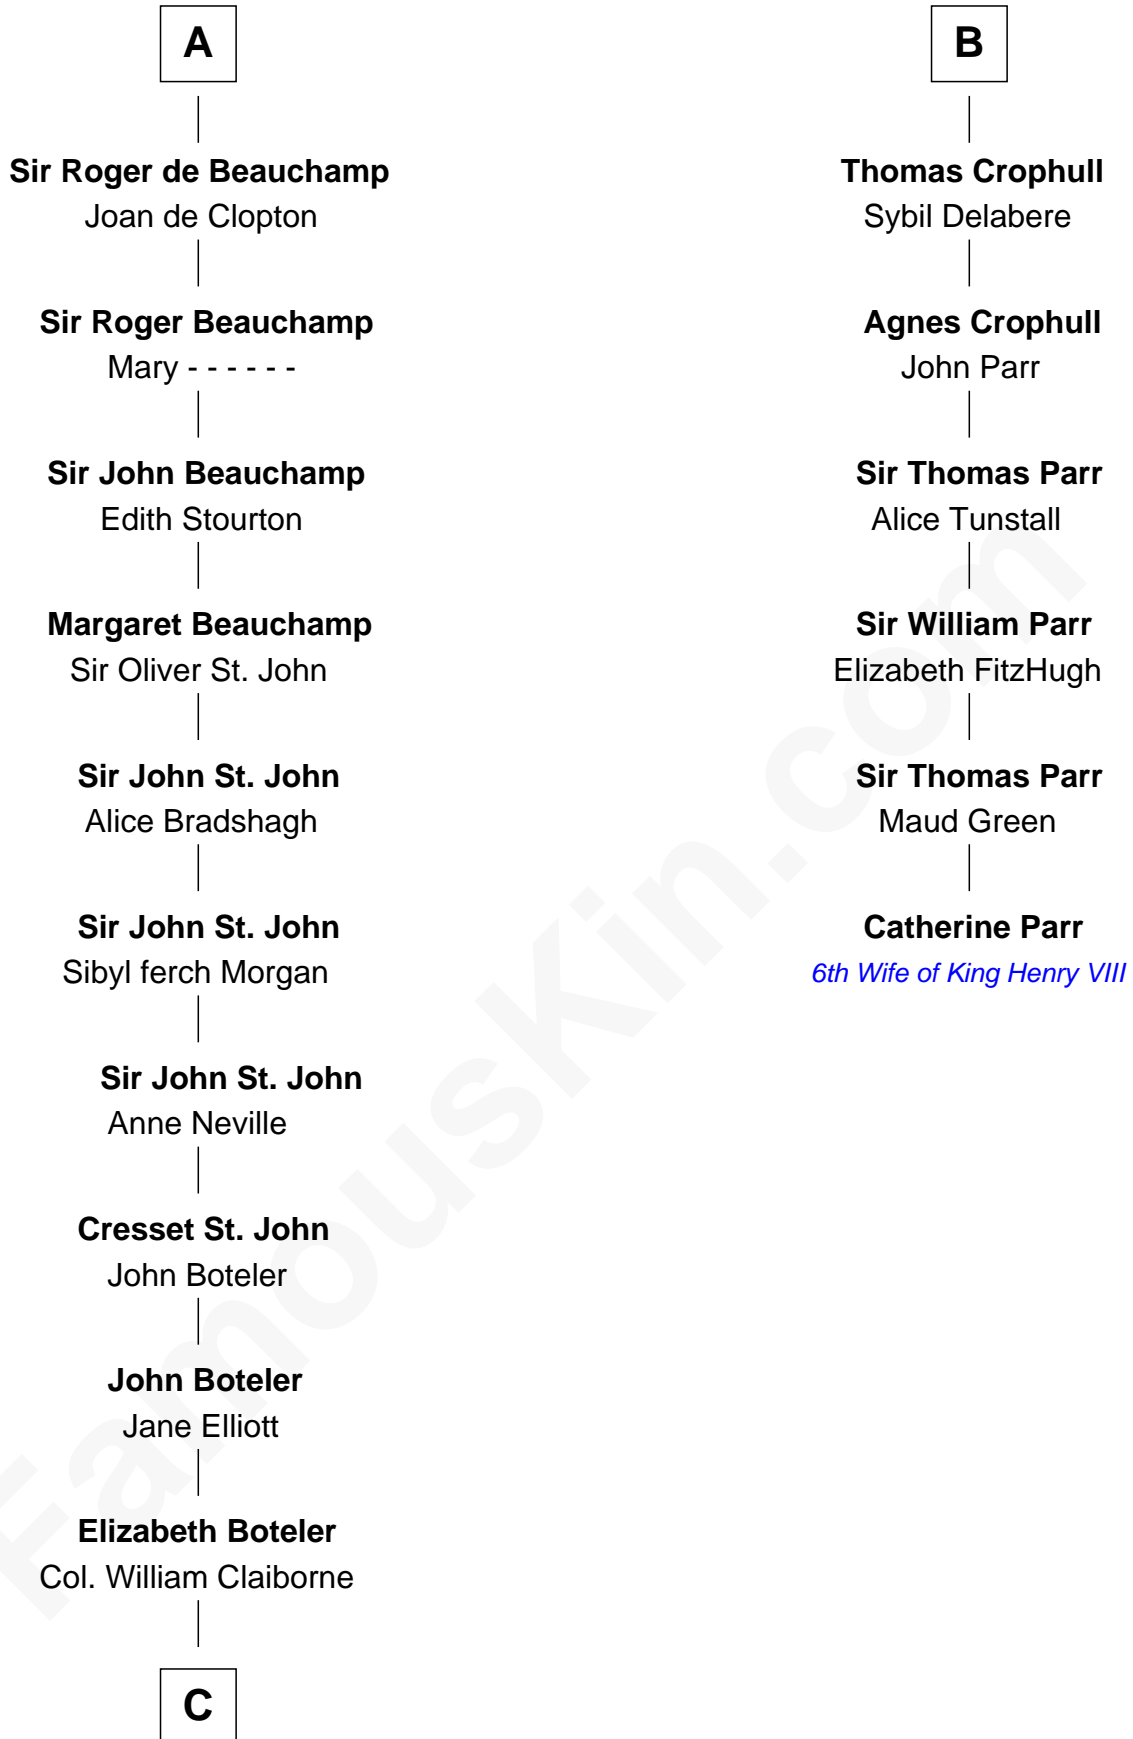 A
Sir Roger de Beauchamp
Joan de Clopton
Sir Roger Beauchamp
Mary - - - - - -
Sir John Beauchamp
Edith Stourton
Margaret Beauchamp
Sir Oliver St. John
Sir John St. John
Alice Bradshagh
Sir John St. John
Sibyl ferch Morgan
Sir John St. John
Anne Neville
Cresset St. John
John Boteler
John Boteler
Jane Elliott
Elizabeth Boteler
Col. William Claiborne
C
B
Thomas Crophull
Sybil Delabere
Agnes Crophull
John Parr
Sir Thomas Parr
Alice Tunstall
Sir William Parr
Elizabeth FitzHugh
Sir Thomas Parr
Maud Green
Catherine Parr
6th Wife of King Henry VIII
FamousKin.com